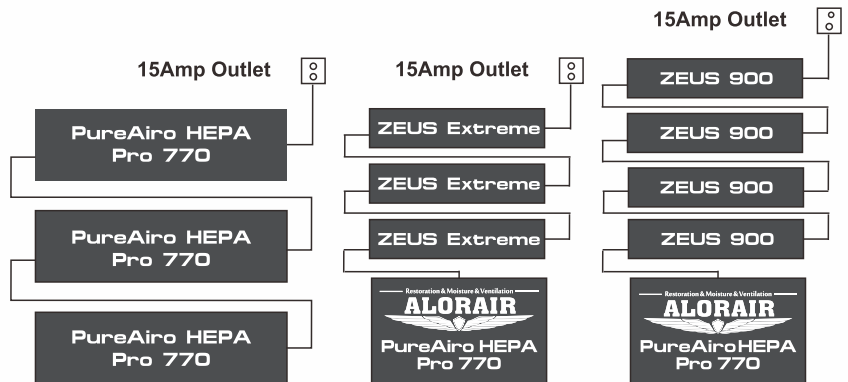 15Amp Outlet
PureAiro HEPA
Pro 770
PureAiro HEPA
Pro 770
PureAiro HEPA
Pro 770
15Amp Outlet
ZEUS Extreme
ZEUS Extreme
ZEUS Extreme
Restoration & Moisture & Ventilation
ALORAIR
PureAiro HEPA
Pro 770
15Amp Outlet
ZEUS 900
ZEUS 900
ZEUS 900
ZEUS 900
Restoration & Moisture & Ventilation
ALORAIR
PureAiro HEPA
Pro 770